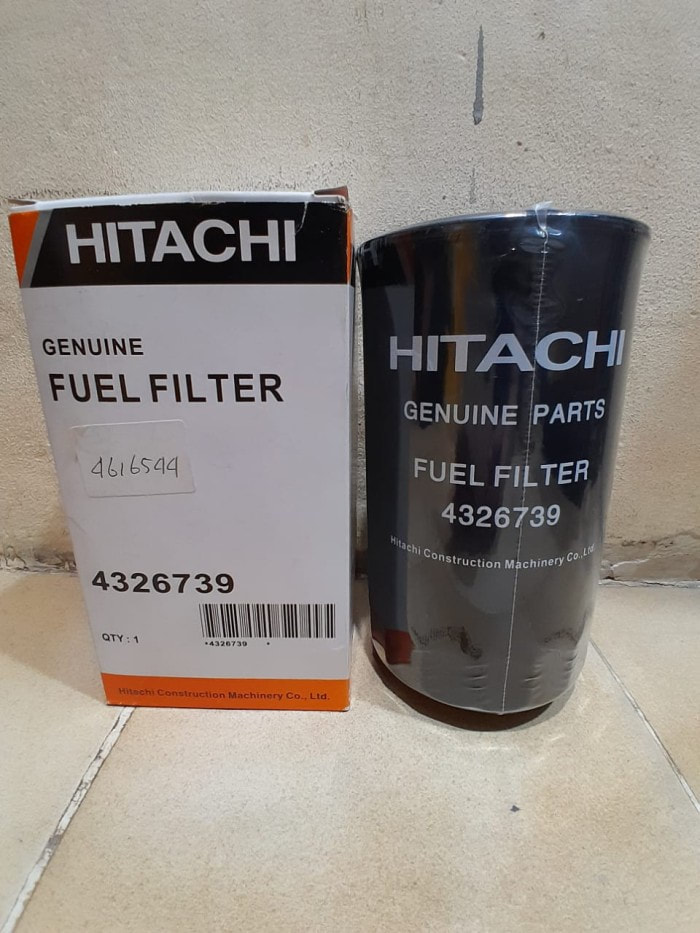 HITACHI
GENUINE
FUEL FILTER
4616544
4326739
QTY : 1
*4326739 *
Hitachi Construction Machinery Co., Ltd.
HITACHI
GENUINE PARTS
FUEL FILTER
4326739
Hitachi Construction Machinery Co.,Ltd.